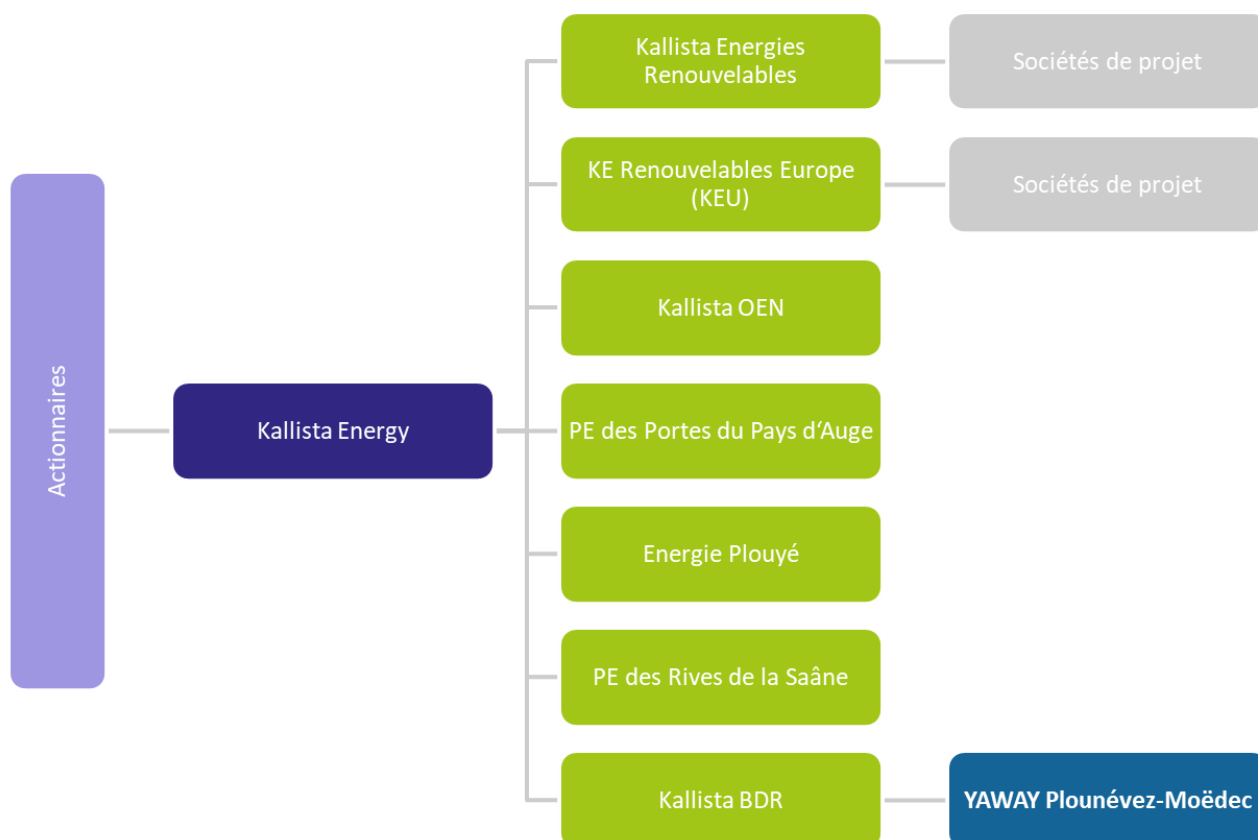 Actionnaires
Kallista Energy
Kallista Energies
Renouvelables
Sociétés de projet
KE Renouvelables Europe
(KEU)
Sociétés de projet
Kallista OEN
PE des Portes du Pays d‘Auge
Energie Plouyé
PE des Rives de la Saâne
Kallista BDR
YAWAY Plounévez-Moëdec